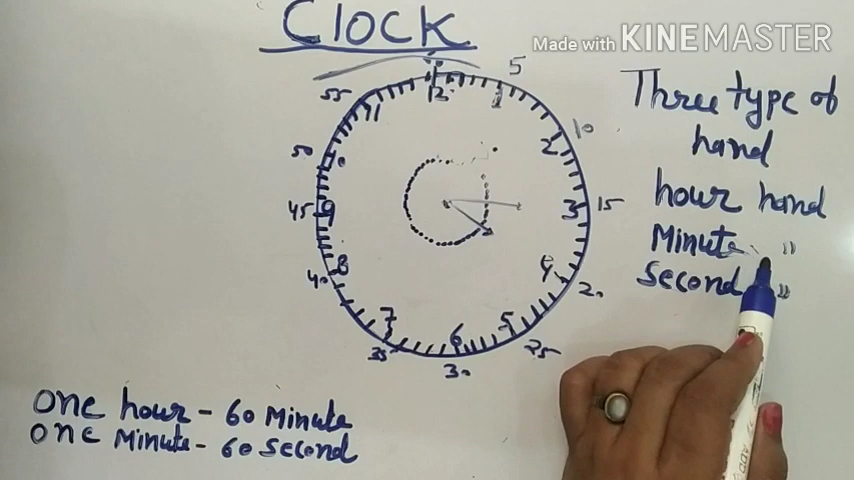 Clock
Made with KINEMASTER
Three type of
hand
hour hand
Minute "
Second "
60
12
5
1
10
2
15
3
20
4
25
5
30
6
35
7
40
8
45
9
50
10
55
11
One hour - 60 Minute
One Minute - 60 Second